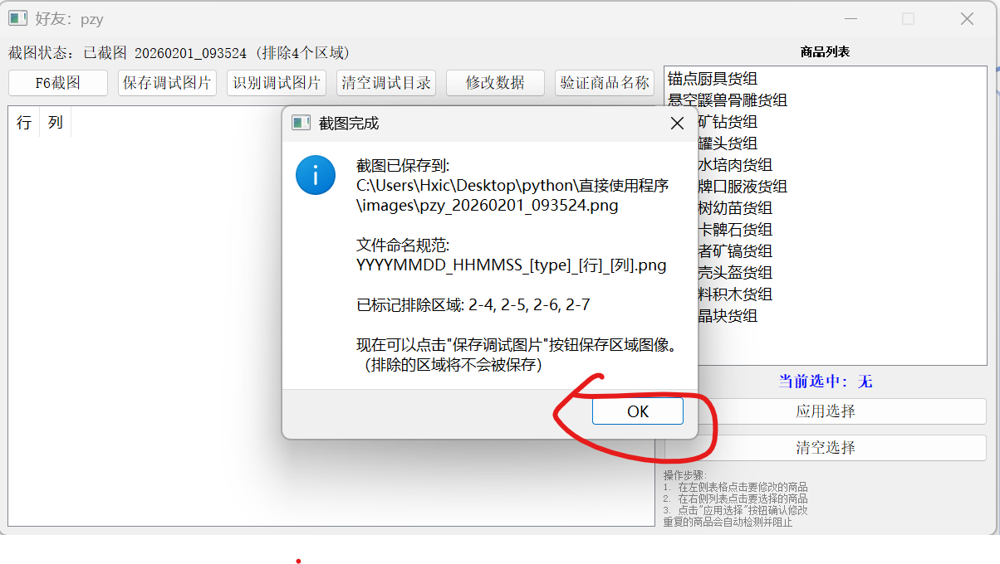 好友：pzy
截图状态：已截图 20260201_093524 (排除4个区域)
F6截图 保存调试图片 识别调试图片 清空调试目录 修改数据 验证商品名称
行 列
截图完成
截图已保存到:
C:\Users\Hxic\Desktop\python\直接使用程序
\images\pzy_20260201_093524.png
文件命名规范:
YYYYMMDD_HHMMSS_[type]_[行]_[列].png
已标记排除区域: 2-4, 2-5, 2-6, 2-7
现在可以点击"保存调试图片"按钮保存区域图像。
（排除的区域将不会被保存）
OK
商品列表
锚点厨具货组
悬空鼷兽骨雕货组
矿钻货组
罐头货组
水培肉货组
牌口服液货组
树幼苗货组
卡髀石货组
者矿镐货组
壳头盔货组
料积木货组
晶块货组
当前选中：无
应用选择
清空选择
操作步骤:
1. 在左侧表格点击要修改的商品
2. 在右侧列表点击要选择的商品
3. 点击"应用选择"按钮确认修改
重复的商品会自动检测并阻止